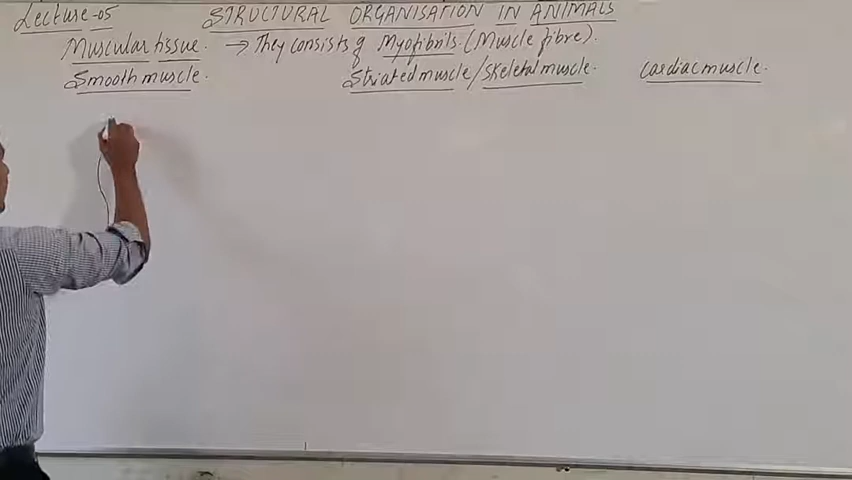 Lecture-05 STRUCTURAL ORGANISATION IN ANIMALS
Muscular tissue. → They consists of Myofibrils. (Muscle fibre).
Smooth muscle. Striated muscle/Skeletal muscle. Cardiac muscle.